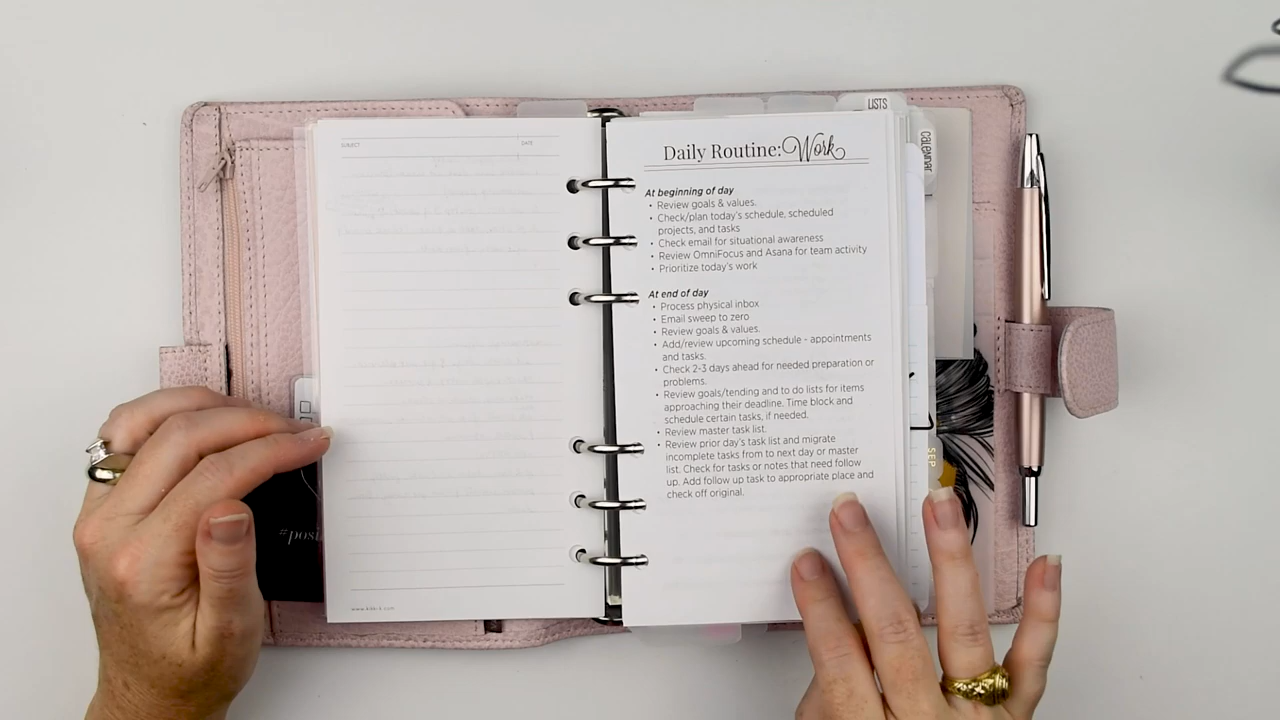 LISTS
calendar
SUBJECT
DATE
Daily Routine: Work
At beginning of day
• Review goals & values.
• Check/plan today's schedule, scheduled
projects, and tasks
• Check email for situational awareness
• Review OmniFocus and Asana for team activity
• Prioritize today's work
At end of day
• Process physical inbox
• Email sweep to zero
• Review goals & values.
• Add/review upcoming schedule - appointments
and tasks.
• Check 2-3 days ahead for needed preparation or
problems.
• Review goals/tending and to do lists for items
approaching their deadline. Time block and
schedule certain tasks, if needed.
• Review master task list.
• Review prior day's task list and migrate
incomplete tasks from to next day or master
list. Check for tasks or notes that need follow
up. Add follow up task to appropriate place and
check off original.
SEP
#posi